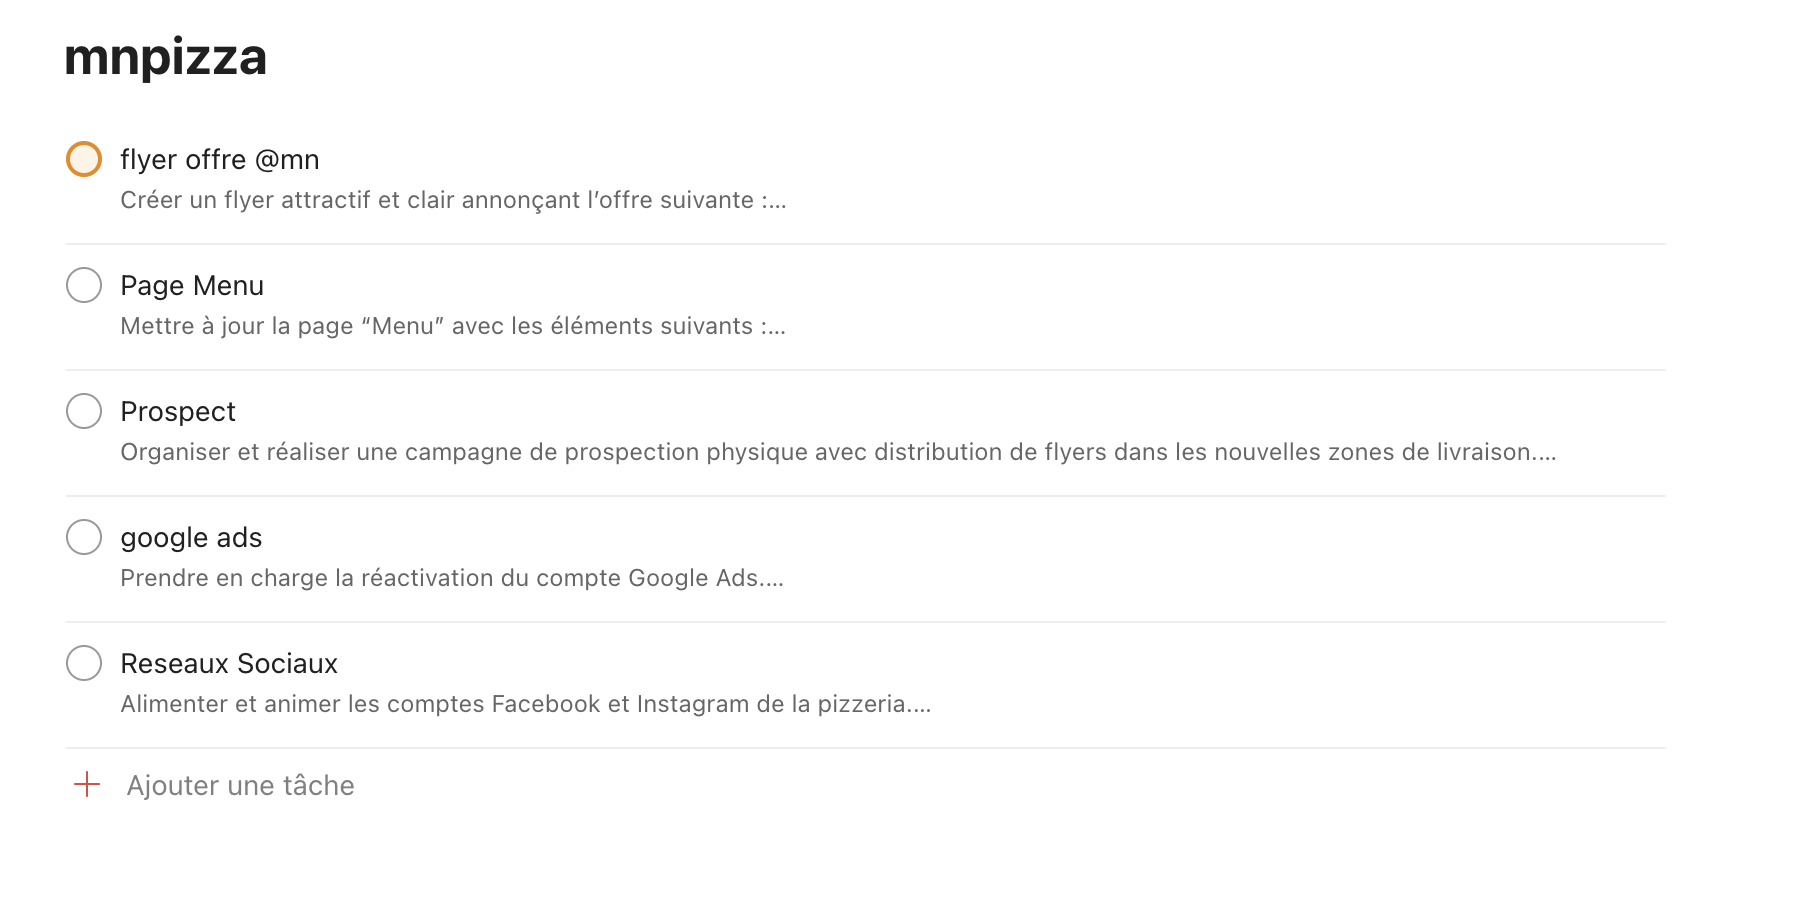 mnpizza
flyer offre @mn
Créer un flyer attractif et clair annonçant l’offre suivante :…
Page Menu
Mettre à jour la page “Menu” avec les éléments suivants :…
Prospect
Organiser et réaliser une campagne de prospection physique avec distribution de flyers dans les nouvelles zones de livraison.…
google ads
Prendre en charge la réactivation du compte Google Ads.…
Reseaux Sociaux
Alimenter et animer les comptes Facebook et Instagram de la pizzeria.…
Ajouter une tâche